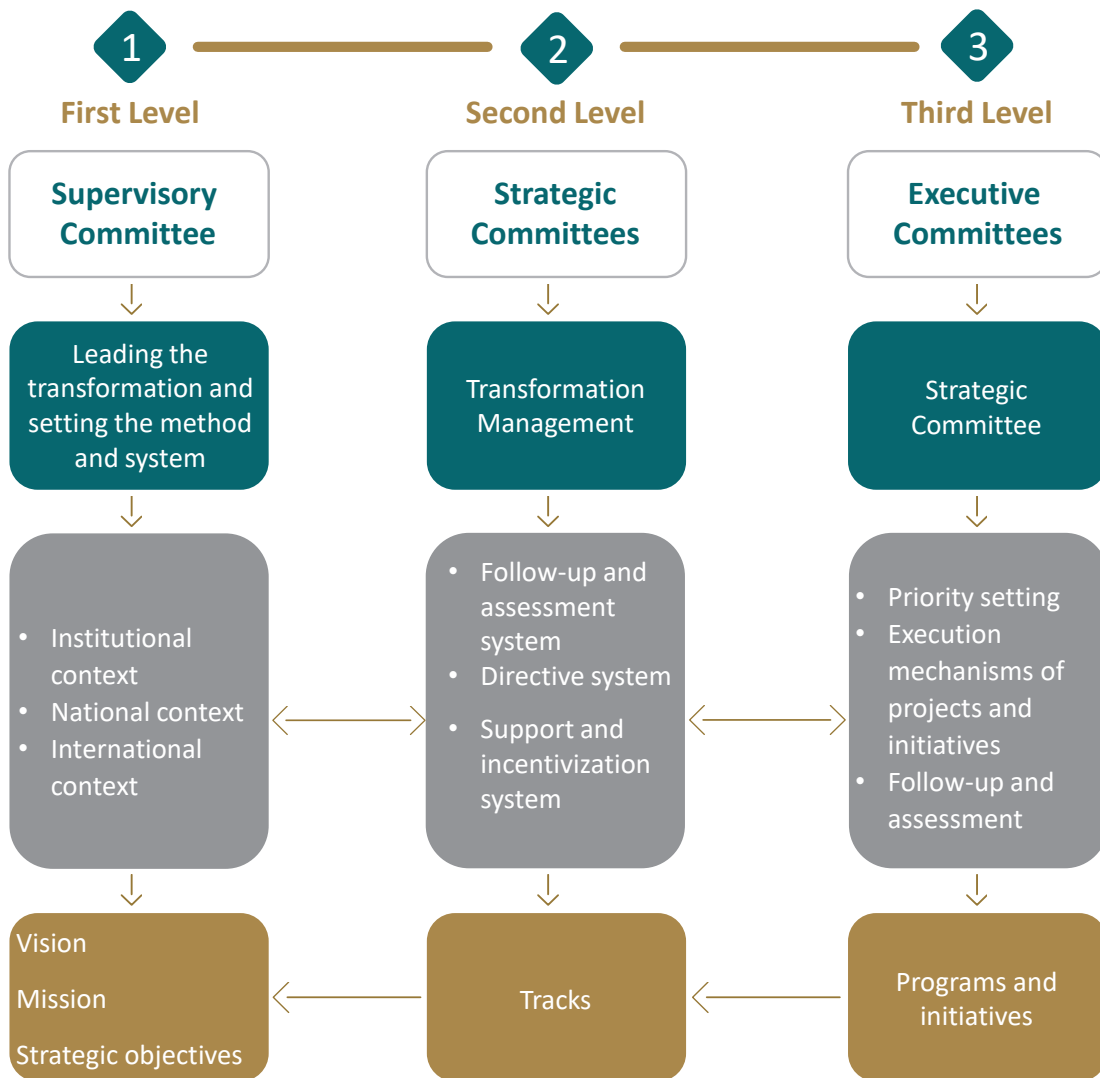 1
2
3
First Level
Second Level
Third Level
Supervisory
Committee
Strategic
Committees
Executive
Committees
Leading the
transformation and
setting the method
and system
Transformation
Management
Strategic
Committee
• Institutional
context
• National context
• International
context
• Follow-up and
assessment
system
• Directive system
• Support and
incentivization
system
• Priority setting
• Execution
mechanisms of
projects and
initiatives
• Follow-up and
assessment
Vision
Mission
Strategic objectives
Tracks
Programs and
initiatives